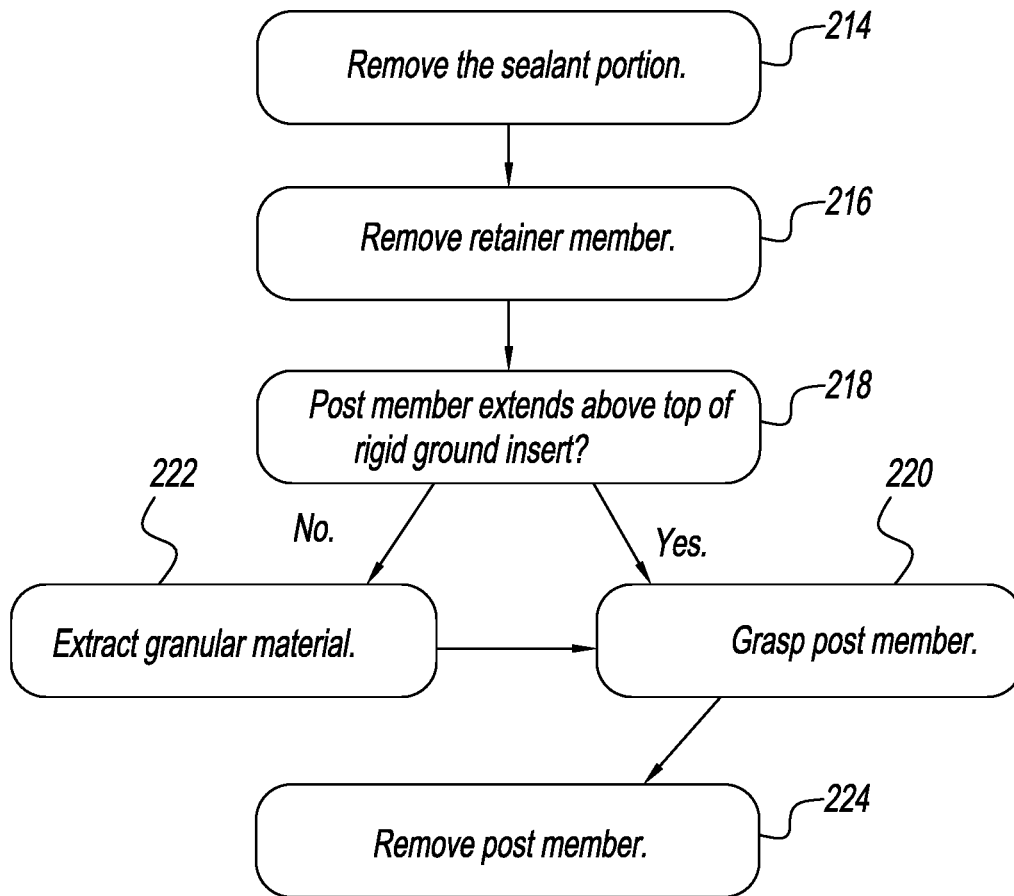 214
Remove the sealant portion.
216
Remove retainer member.
218
Post member extends above top of
rigid ground insert?
222
220
No.
Yes.
Extract granular material.
Grasp post member.
224
Remove post member.